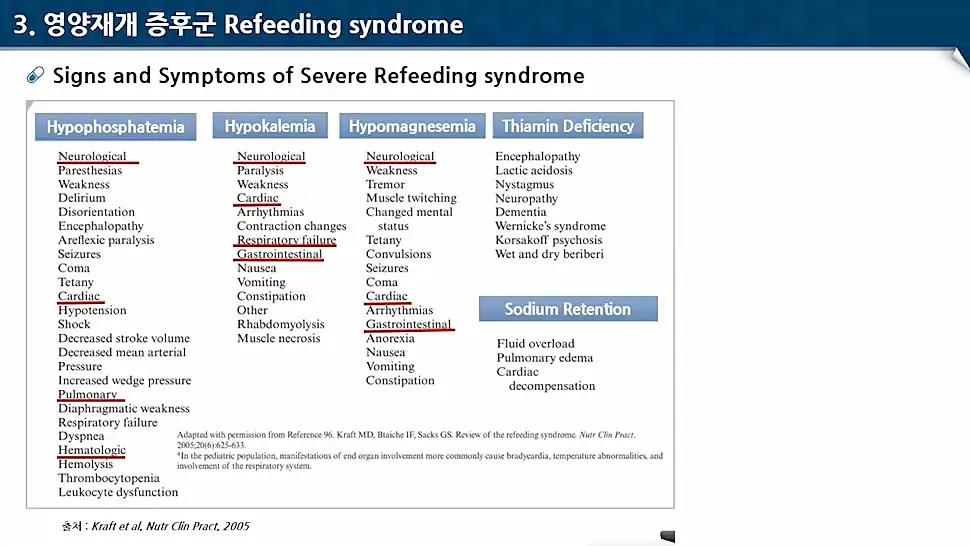 3. 영양재개 증후군 Refeeding syndrome
Signs and Symptoms of Severe Refeeding syndrome
Hypophosphatemia
Neurological
Paresthesias
Weakness
Delirium
Disorientation
Encephalopathy
Areflexic paralysis
Seizures
Coma
Tetany
Cardiac
Hypotension
Shock
Decreased stroke volume
Decreased mean arterial
Pressure
Increased wedge pressure
Pulmonary
Diaphragmatic weakness
Respiratory failure
Dyspnea
Hematologic
Hemolysis
Thrombocytopenia
Leukocyte dysfunction
Hypokalemia
Neurological
Paralysis
Weakness
Cardiac
Arrhythmias
Contraction changes
Respiratory failure
Gastrointestinal
Nausea
Vomiting
Constipation
Other
Rhabdomyolysis
Muscle necrosis
Hypomagnesemia
Neurological
Weakness
Tremor
Muscle twitching
Changed mental
status
Tetany
Convulsions
Seizures
Coma
Cardiac
Arrhythmias
Gastrointestinal
Anorexia
Nausea
Vomiting
Constipation
Thiamin Deficiency
Encephalopathy
Lactic acidosis
Nystagmus
Neuropathy
Dementia
Wernicke's syndrome
Korsakoff psychosis
Wet and dry beriberi
Sodium Retention
Fluid overload
Pulmonary edema
Cardiac
decompensation
Adapted with permission from Reference 96. Kraft MD, Btaiche IF, Sacks GS. Review of the refeeding syndrome. Nutr Clin Pract.
2005;20(6):625-633.
ᵃIn the pediatric population, manifestations of end organ involvement more commonly cause bradycardia, temperature abnormalities, and
involvement of the respiratory system.
출처 : Kraft et al, Nutr Clin Pract, 2005